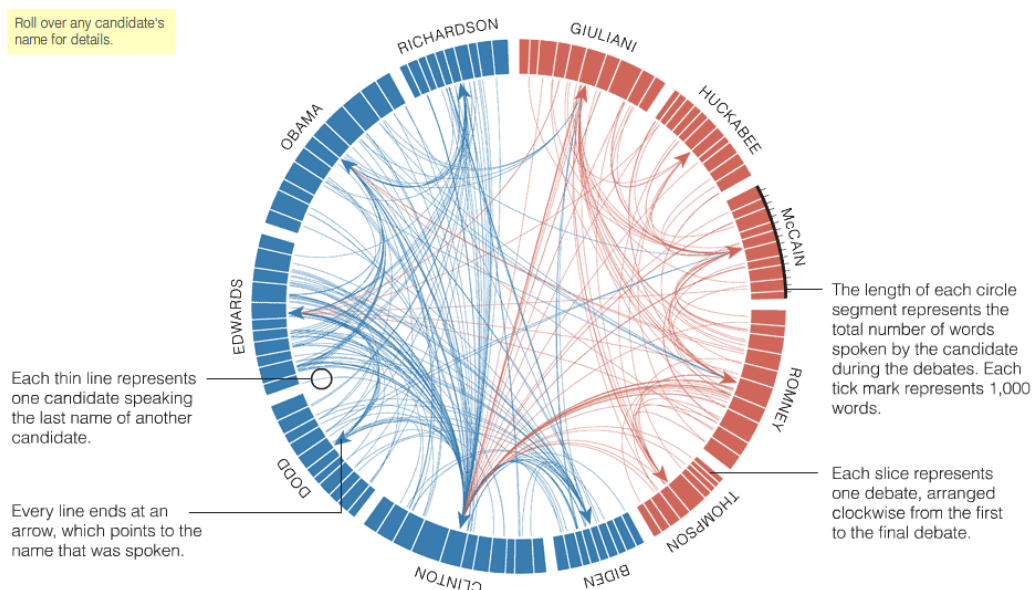 Roll over any candidate's
name for details.
RICHARDSON
GIULIANI
OBAMA
HUCKABEE
McCAIN
EDWARDS
The length of each circle
segment represents the
total number of words
spoken by the candidate
during the debates. Each
tick mark represents 1,000
words.
Each thin line represents
one candidate speaking
the last name of another
candidate.
ROMNEY
DODD
Each slice represents
one debate, arranged
clockwise from the first
to the final debate.
THOMPSON
Every line ends at an
arrow, which points to the
name that was spoken.
CLINTON
BIDEN